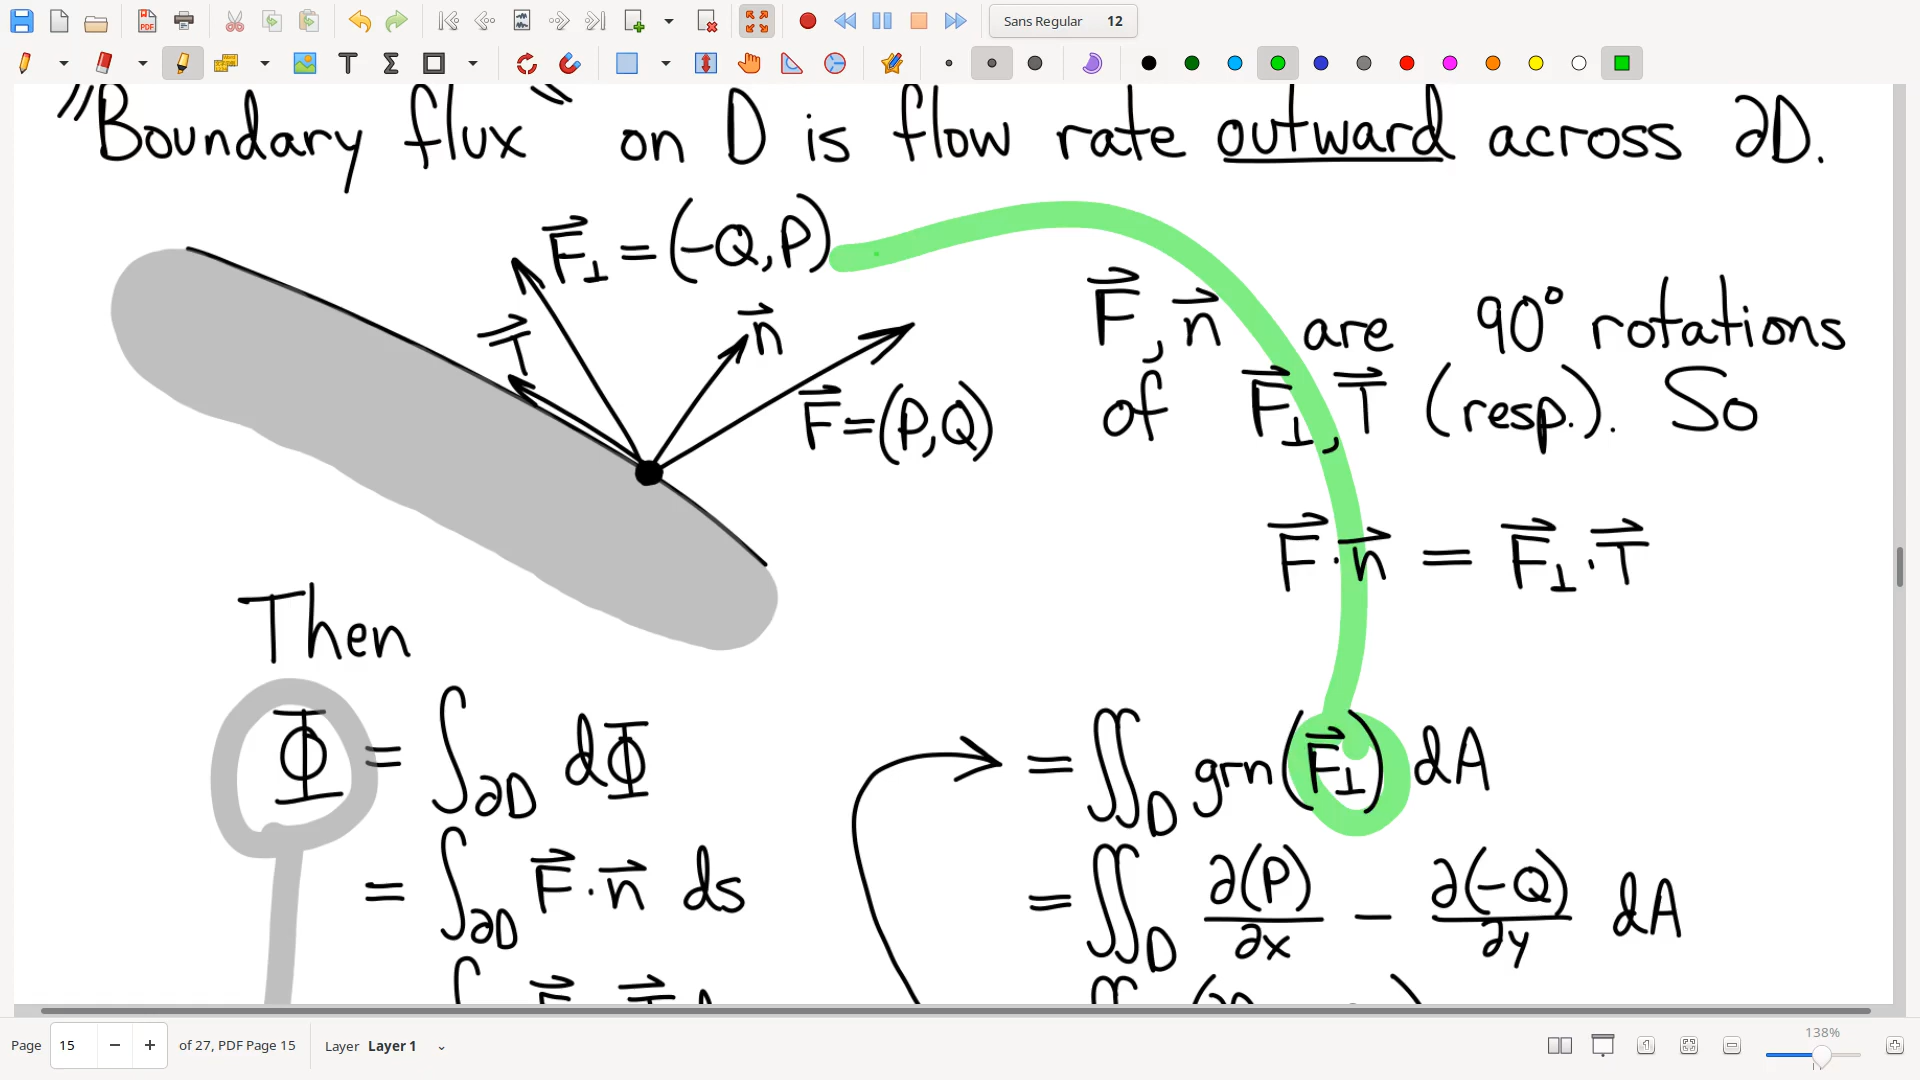 Sans Regular 12
"Boundary flux" on D is flow rate outward across ∂D.
F⃗⊥ = (-Q, P)
T⃗
n⃗
F⃗ = (P, Q)
F⃗, n⃗ are 90° rotations
of F⃗⊥, T⃗ (resp.). So
F⃗ · n⃗ = F⃗⊥ · T⃗
Then
Φ = ∫∂D dΦ
= ∫∂D F⃗ · n⃗ ds
= ∬D grn(F⃗⊥) dA
= ∬D ∂(P)/∂x − ∂(-Q)/∂y dA
Page 15 − + of 27, PDF Page 15 Layer Layer 1 138%